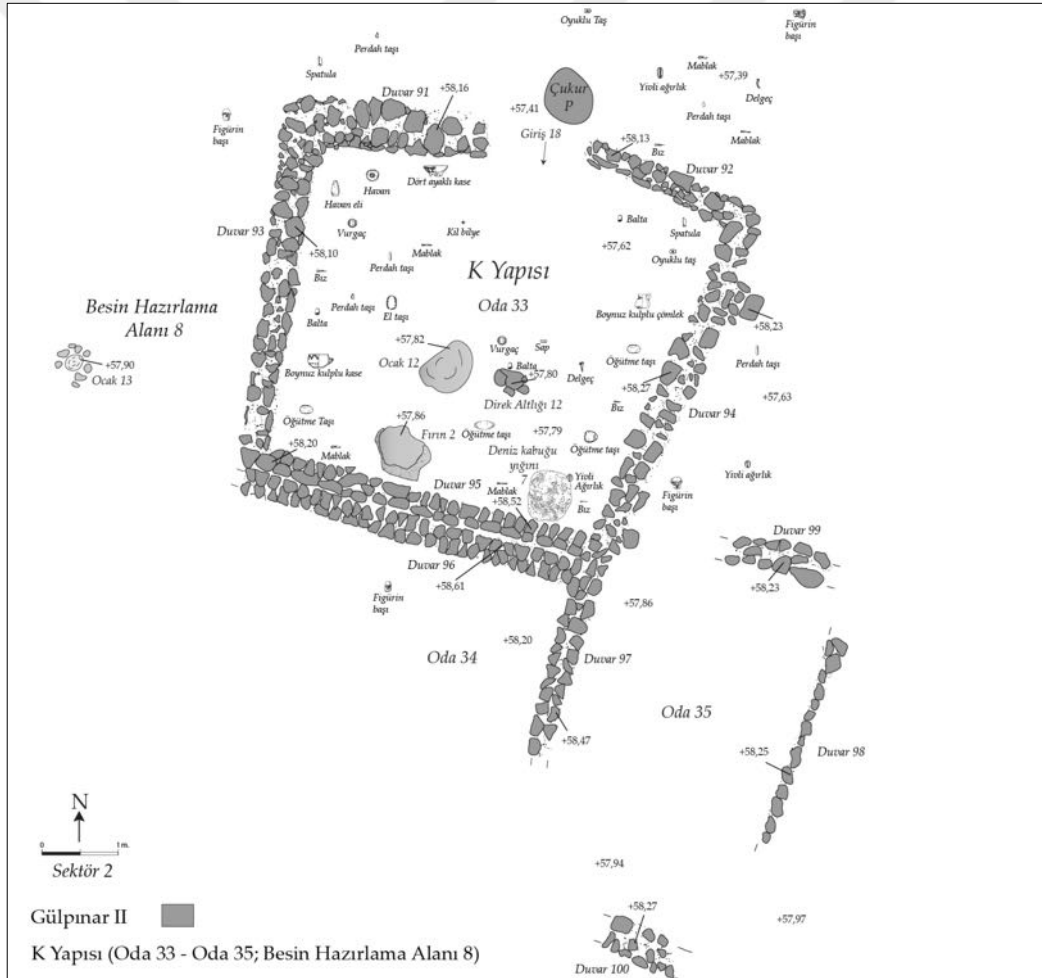 Oyuklu Taş
Figürin
başı
Perdah taşı
Spatula
Mablak
+57,39
Yivli ağırlık
Delgeç
Çukur
P
+58,16
Duvar 91
+57,41
Perdah taşı
Figürin
başı
Giriş 18
+58,13
Bız
Mablak
Duvar 92
Dört ayaklı kase
Havan
Havan eli
Duvar 93
Vurgaç
Kil bilye
Balta
Spatula
+58,10
Mablak
+57,62
Perdah taşı
Oyuklu taş
K Yapısı
Bız
Oda 33
Besin Hazırlama
Alanı 8
Perdah taşı
El taşı
Balta
Boynuz kulplu çömlek
+58,23
+57,82
Ocak 12
Vurgaç
Sap
Öğütme taşı
Perdah taşı
+57,90
Ocak 13
Boynuz kulplu kase
Balta
+57,80
Delgeç
+58,27
Direk Altlığı 12
Bız
+57,63
Duvar 94
Öğütme Taşı
+57,86
Fırın 2
Öğütme taşı
+57,79
Öğütme taşı
Deniz kabuğu
yığını
7
+58,20
Mablak
Yivli ağırlık
Duvar 95
Mablak
Yivli
Ağırlık
+58,52
Bız
Figürin
başı
Duvar 99
Duvar 96
+58,61
+58,23
Figürin
başı
+57,86
+58,20
Oda 34
Duvar 97
Oda 35
+58,47
+58,25
Duvar 98
N
0 1 m.
Sektör 2
+57,94
+58,27
+57,97
Duvar 100
Gülpınar II
K Yapısı (Oda 33 - Oda 35; Besin Hazırlama Alanı 8)